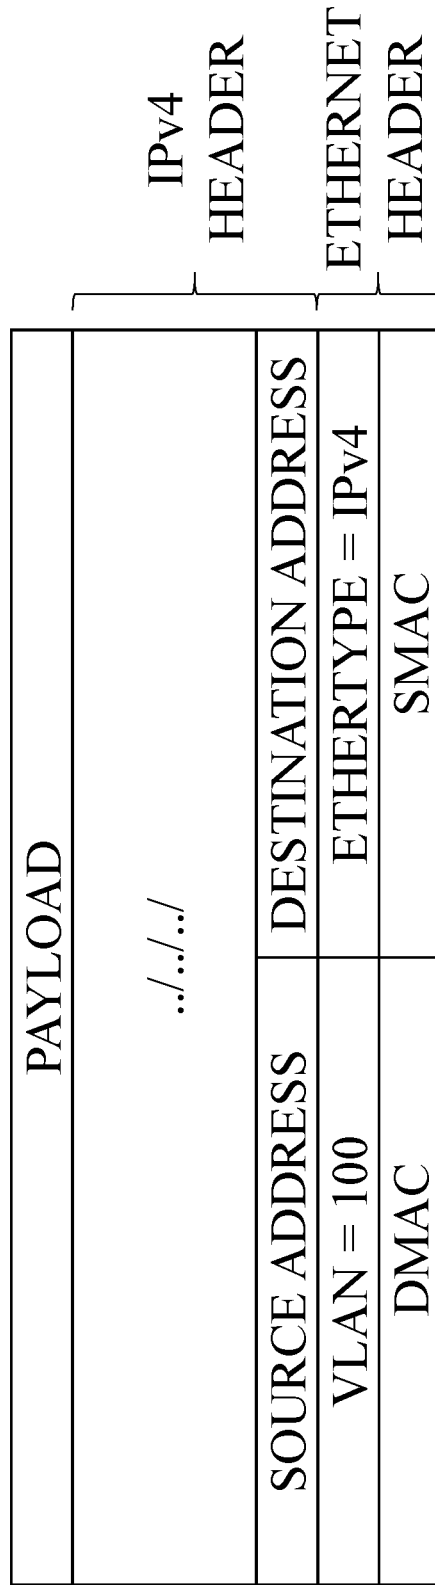 PAYLOAD
../../../
IPv4
HEADER
SOURCE ADDRESS
DESTINATION ADDRESS
VLAN = 100
ETHERTYPE = IPv4
ETHERNET
HEADER
DMAC
SMAC